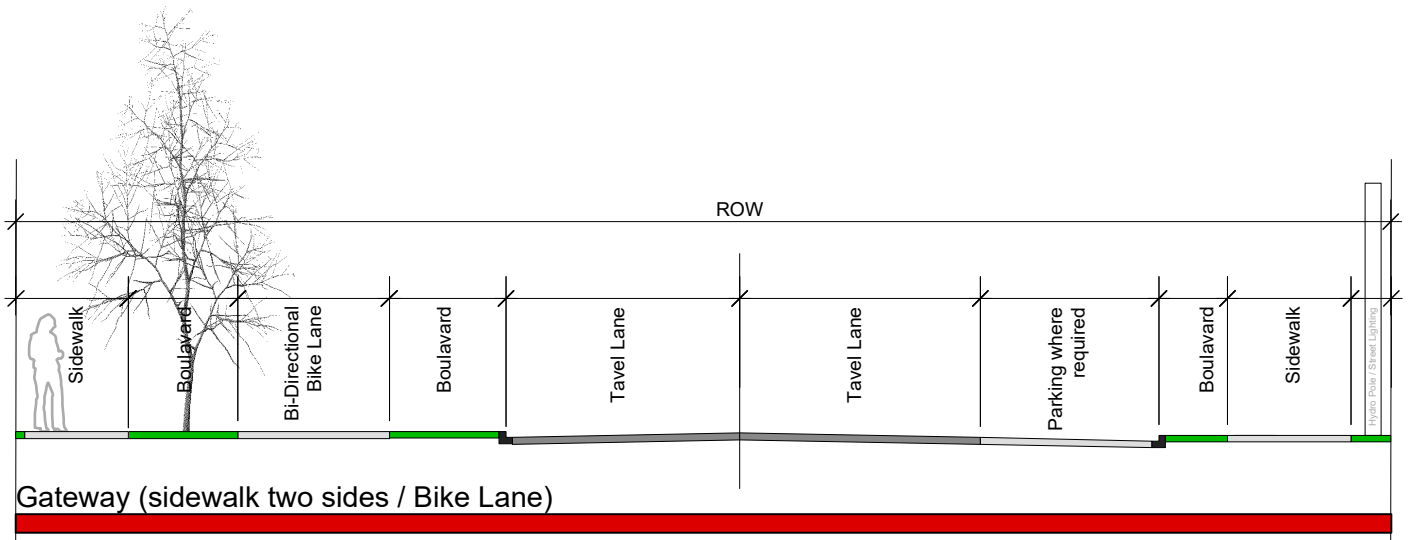 ROW
Sidewalk
Boulavard
Bi-Directional
Bike Lane
Boulavard
Tavel Lane
Tavel Lane
Parking where
required
Boulavard
Sidewalk
Hydro Pole / Street Lighting
Gateway (sidewalk two sides / Bike Lane)